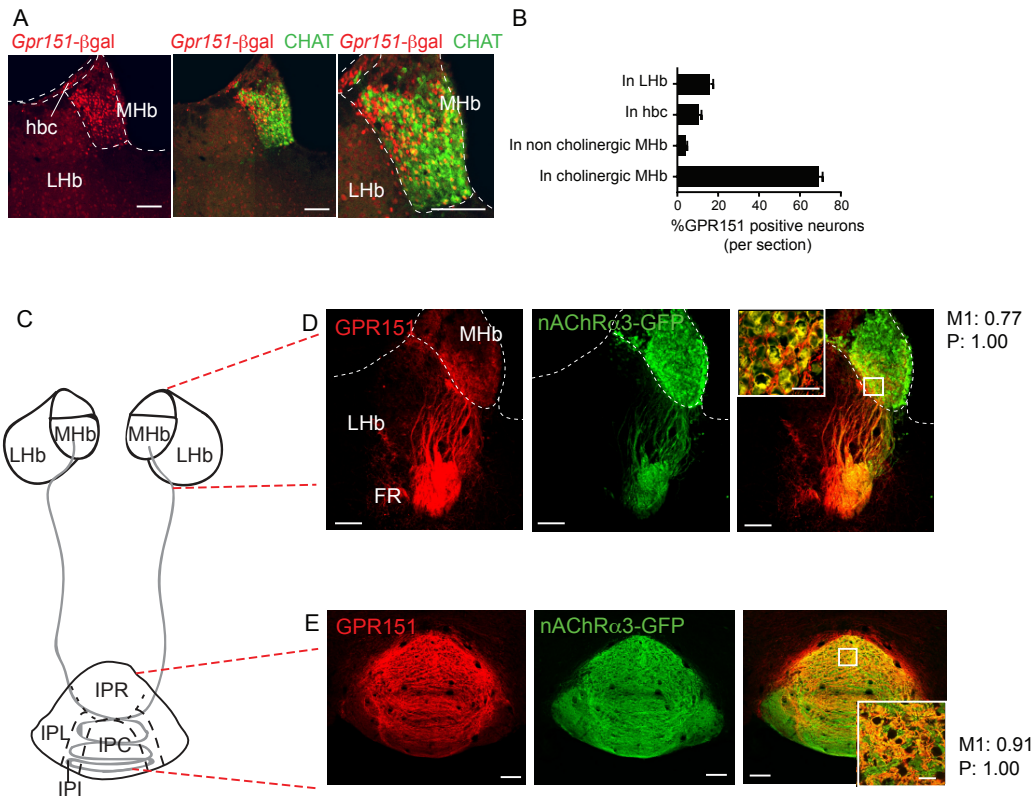 A
Gpr151-βgal
Gpr151-βgal CHAT
Gpr151-βgal CHAT
hbc
MHb
LHb
MHb
LHb
B
In LHb
In hbc
In non cholinergic MHb
In cholinergic MHb
0 20 40 60 80
%GPR151 positive neurons
(per section)
C
LHb
MHb
MHb
LHb
IPR
IPL
IPC
IPI
D
GPR151
MHb
LHb
FR
nAChRα3-GFP
M1: 0.77
P: 1.00
E
GPR151
nAChRα3-GFP
M1: 0.91
P: 1.00